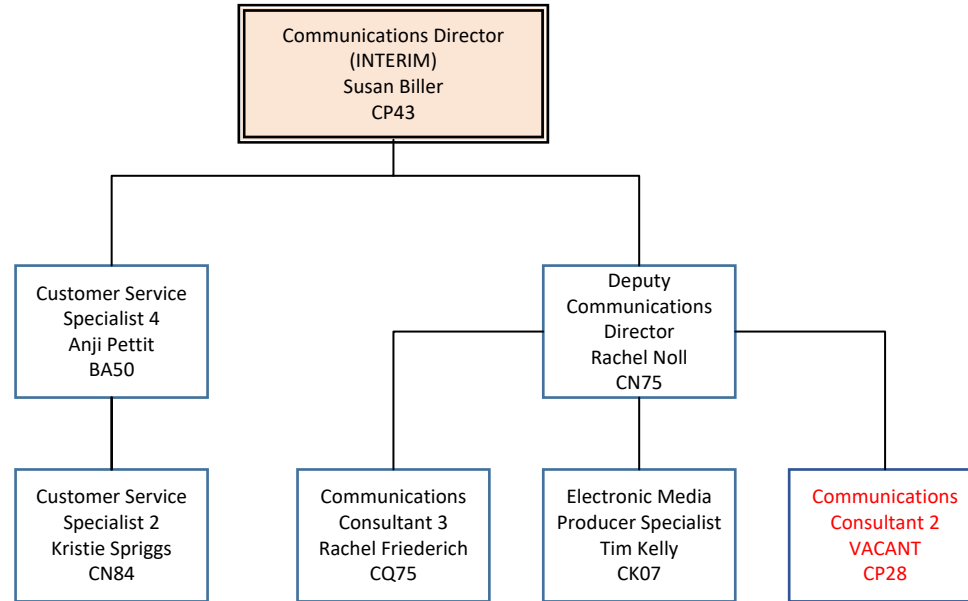 Communications Director
(INTERIM)
Susan Biller
CP43
Customer Service
Specialist 4
Anji Pettit
BA50
Deputy
Communications
Director
Rachel Noll
CN75
Customer Service
Specialist 2
Kristie Spriggs
CN84
Communications
Consultant 3
Rachel Friederich
CQ75
Electronic Media
Producer Specialist
Tim Kelly
CK07
Communications
Consultant 2
VACANT
CP28